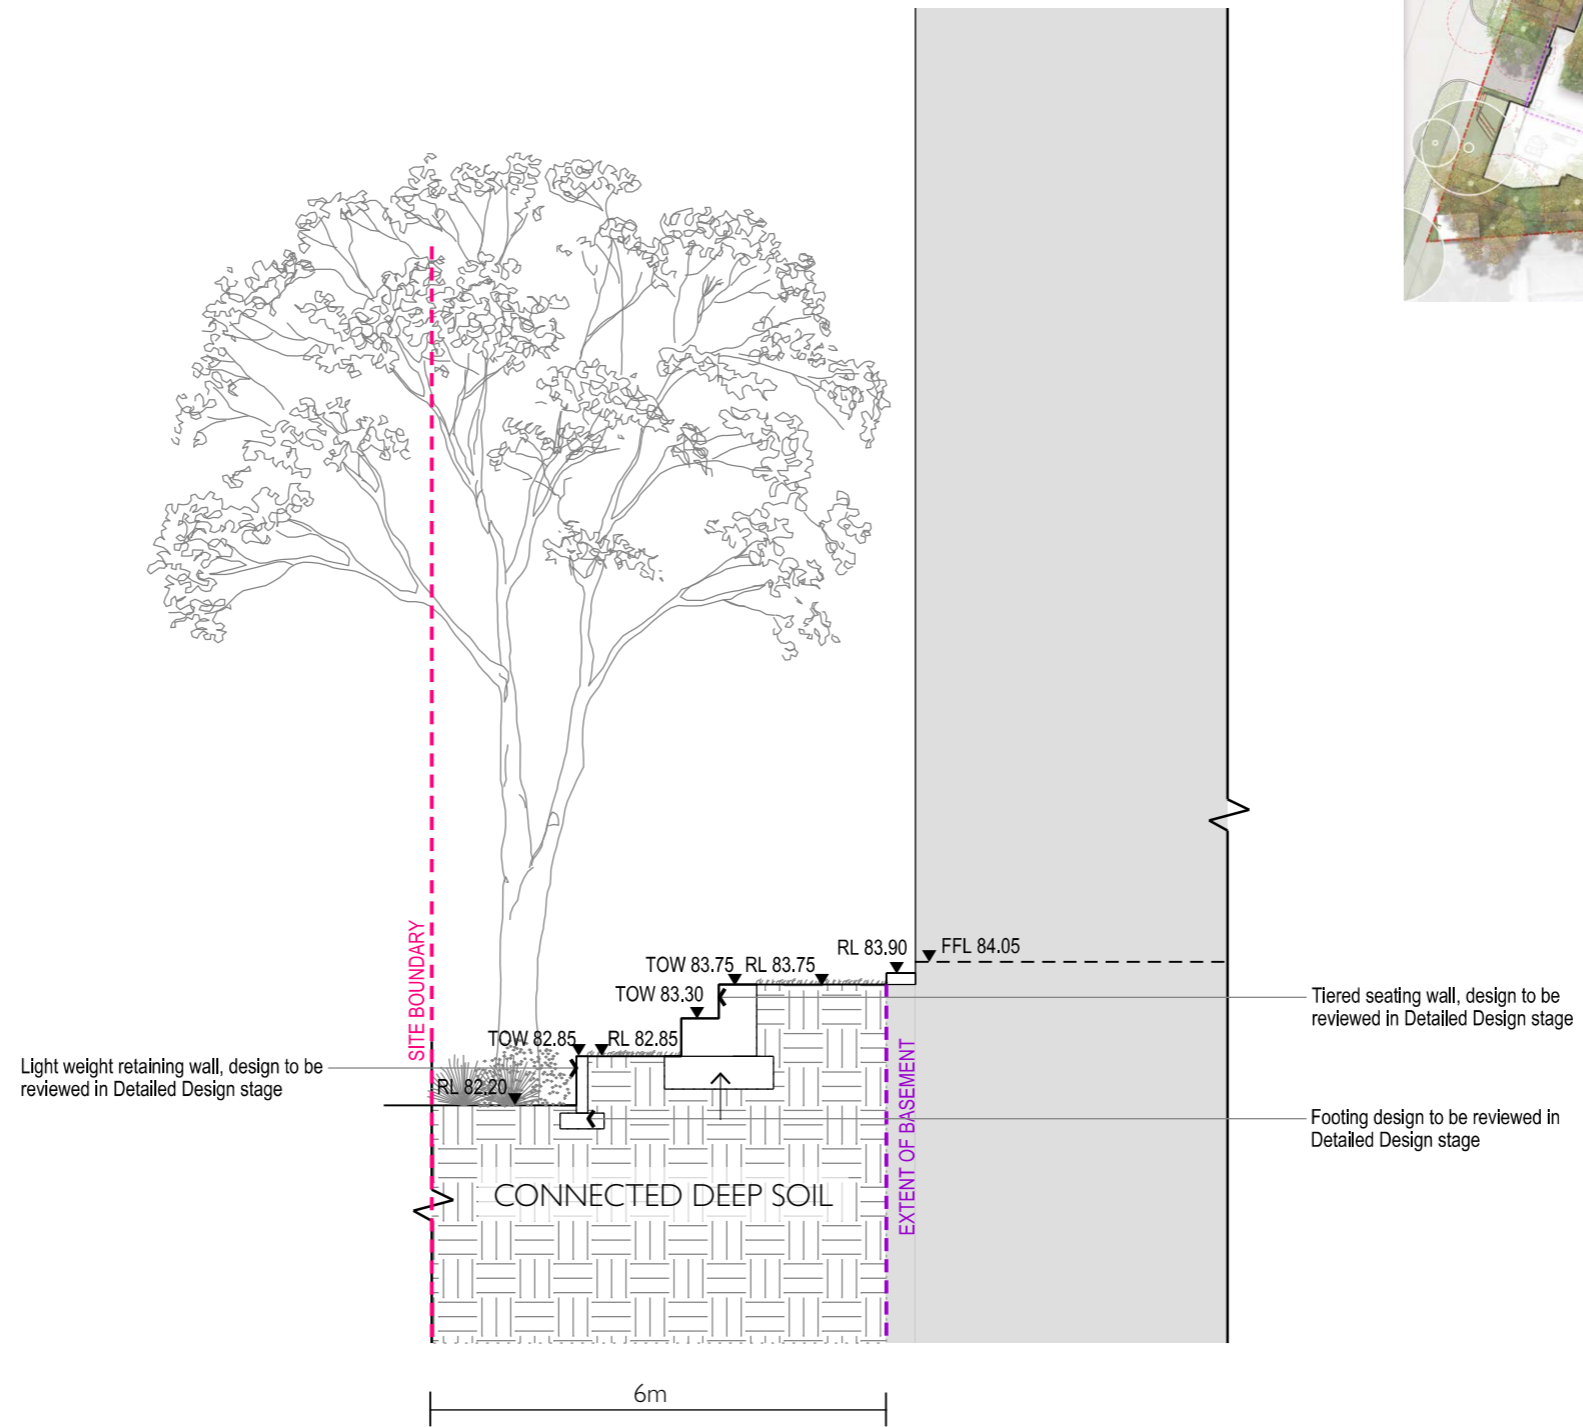 SITE BOUNDARY
RL 83.90
FFL 84.05
TOW 83.75 RL 83.75
TOW 83.30
Tiered seating wall, design to be
reviewed in Detailed Design stage
TOW 82.85 RL 82.85
Light weight retaining wall, design to be
reviewed in Detailed Design stage
RL 82.20
Footing design to be reviewed in
Detailed Design stage
EXTENT OF BASEMENT
CONNECTED DEEP SOIL
6m